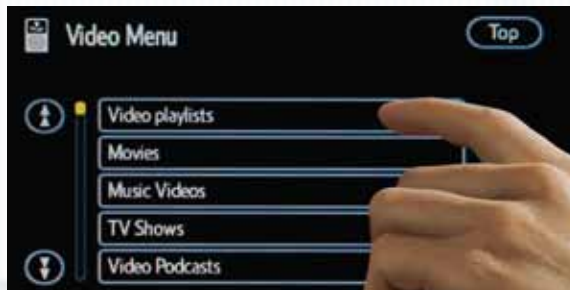 Video Menu
Top
Video playlists
Movies
Music Videos
TV Shows
Video Podcasts